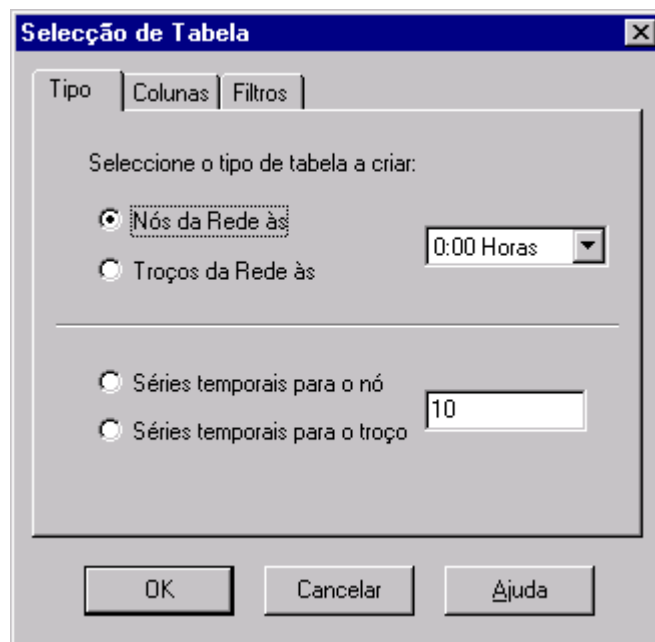 Selecção de Tabela
Tipo Colunas Filtros
Seleccione o tipo de tabela a criar:
Nós da Rede às
0:00 Horas
Troços da Rede às
Séries temporais para o nó
10
Séries temporais para o troço
OK Cancelar Ajuda